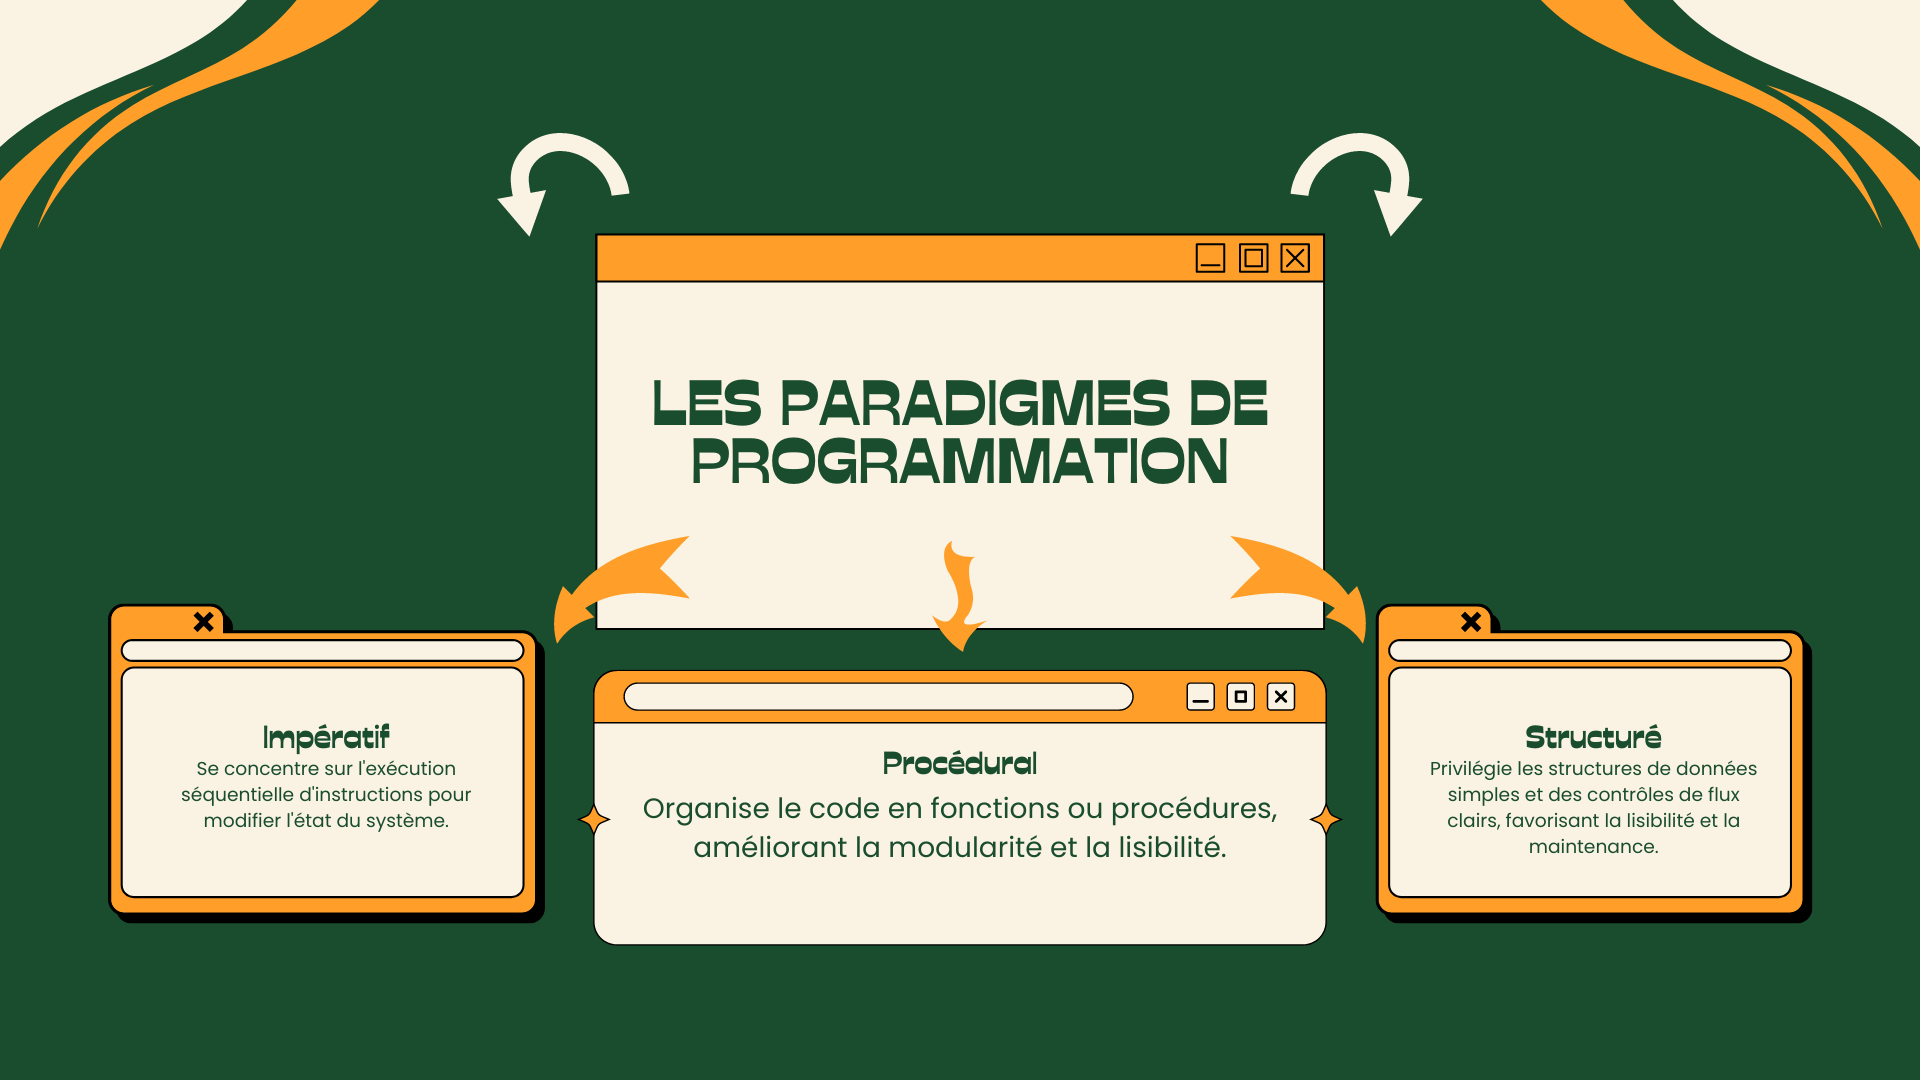 LES PARADIGMES DE
PROGRAMMATION
Impératif
Se concentre sur l'exécution
séquentielle d'instructions pour
modifier l'état du système.
Procédural
Organise le code en fonctions ou procédures,
améliorant la modularité et la lisibilité.
Structuré
Privilégie les structures de données
simples et des contrôles de flux
clairs, favorisant la lisibilité et la
maintenance.